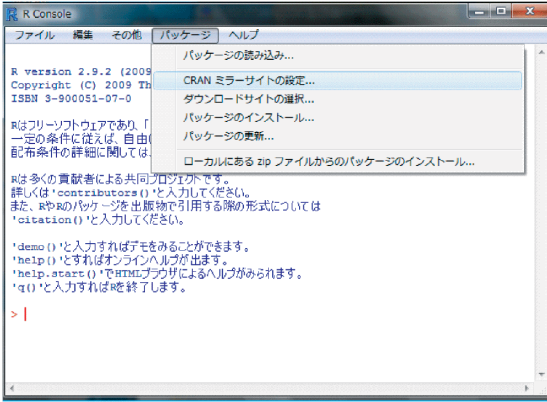 R Console
ファイル 編集 その他 パッケージ ヘルプ
パッケージの読み込み...
CRAN ミラーサイトの設定...
ダウンロードサイトの選択...
パッケージのインストール...
パッケージの更新...
ローカルにある zip ファイルからのパッケージのインストール...
R version 2.9.2 (2009
Copyright (C) 2009 Th
ISBN 3-900051-07-0
Rはフリーソフトウェアであり、「
一定の条件に従えば、自由(
配布条件の詳細に関しては、
Rは多くの貢献者による共同プロジェクトです。
詳しくは'contributors()'と入力してください。
また、RやRのパッケージを出版物で引用する際の形式については
'citation()'と入力してください。
'demo()'と入力すればデモをみることができます。
'help()'とすればオンラインヘルプが出ます。
'help.start()'でHTMLブラウザによるヘルプがみられます。
'q()'と入力すればRを終了します。
>